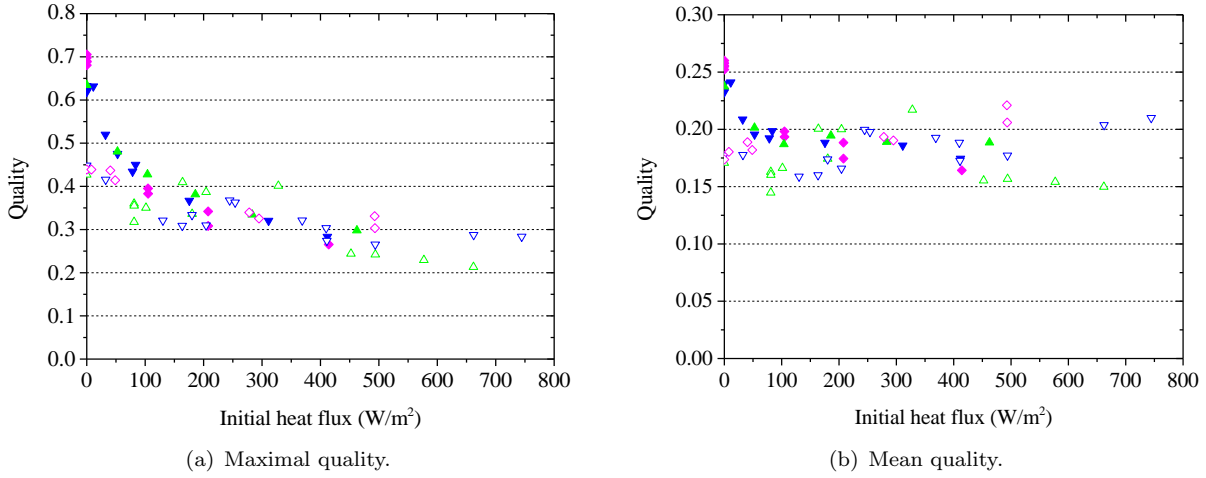 0.8
0.7
0.6
0.5
0.4
0.3
0.2
0.1
0.0
Quality
0 100 200 300 400 500 600 700 800
Initial heat flux (W/m²)
(a) Maximal quality.
0.30
0.25
0.20
0.15
0.10
0.05
0.00
Quality
0 100 200 300 400 500 600 700 800
Initial heat flux (W/m²)
(b) Mean quality.